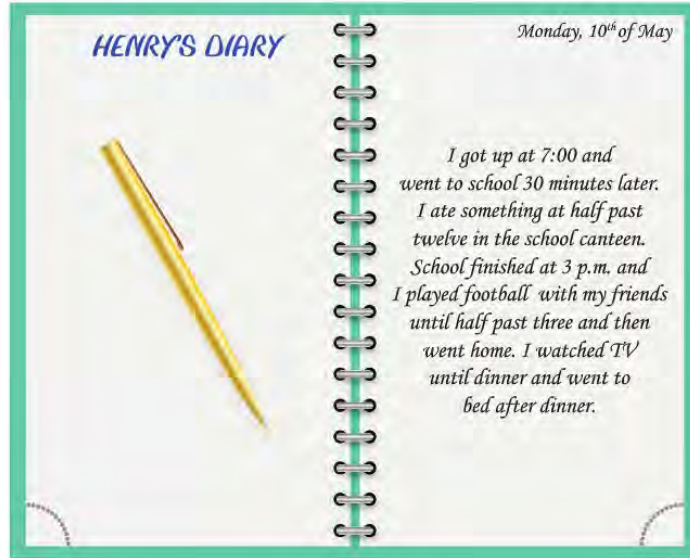 HENRY'S DIARY
Monday, 10th of May
I got up at 7:00 and
went to school 30 minutes later.
I ate something at half past
twelve in the school canteen.
School finished at 3 p.m. and
I played football with my friends
until half past three and then
went home. I watched TV
until dinner and went to
bed after dinner.